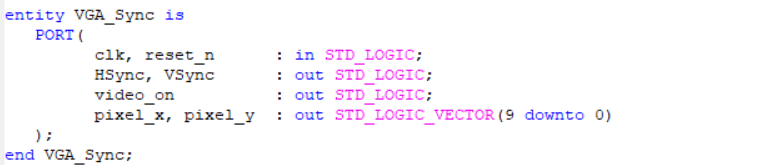 entity VGA_Sync is
PORT(
clk, reset_n : in STD_LOGIC;
HSync, VSync : out STD_LOGIC;
video_on : out STD_LOGIC;
pixel_x, pixel_y : out STD_LOGIC_VECTOR(9 downto 0)
);
end VGA_Sync;